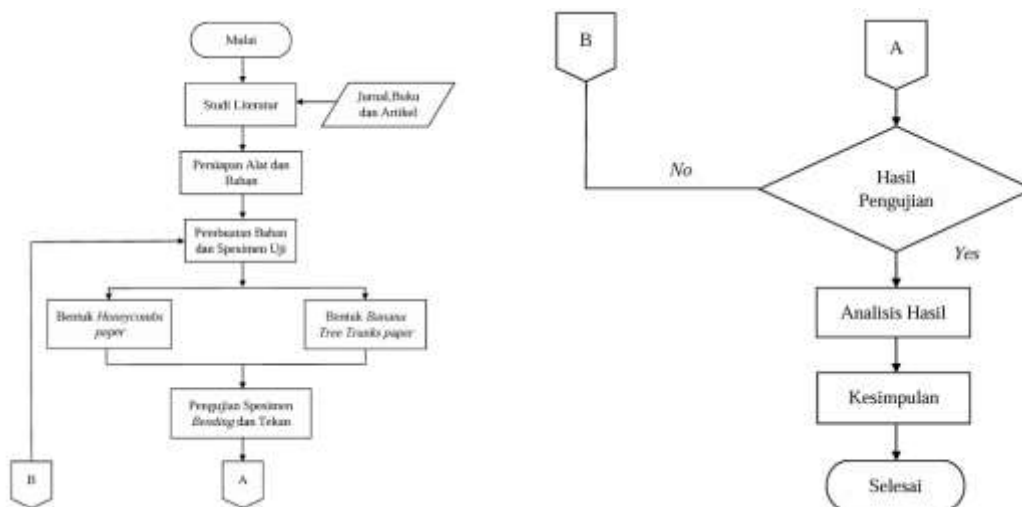 Mulai
Studi Literatur
Jurnal,Buku
dan Artikel
Persiapan Alat dan
Bahan
Pembuatan Bahan
dan Spesimen Uji
Bentuk Honeycombs
paper
Bentuk Banana
Tree Trunks paper
Pengujian Spesimen
Bending dan Tekan
B
A
B
A
No
Hasil
Pengujian
Yes
Analisis Hasil
Kesimpulan
Selesai